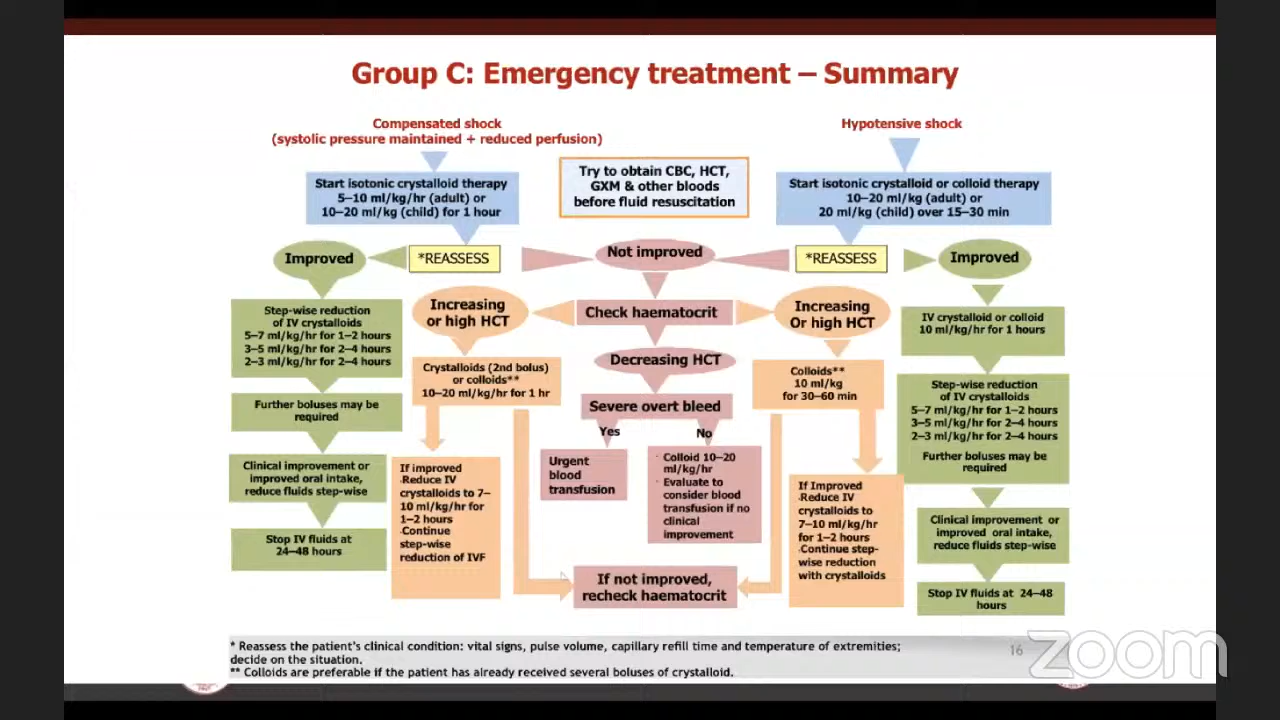 Group C: Emergency treatment – Summary
Compensated shock
(systolic pressure maintained + reduced perfusion)
Hypotensive shock
Start isotonic crystalloid therapy
5–10 ml/kg/hr (adult) or
10–20 ml/kg (child) for 1 hour
Try to obtain CBC, HCT,
GXM & other bloods
before fluid resuscitation
Start isotonic crystalloid or colloid therapy
10–20 ml/kg (adult) or
20 ml/kg (child) over 15–30 min
Improved
*REASSESS
Not improved
*REASSESS
Improved
Step-wise reduction
of IV crystalloids
5–7 ml/kg/hr for 1–2 hours
3–5 ml/kg/hr for 2–4 hours
2–3 ml/kg/hr for 2–4 hours
Further boluses may be
required
Clinical improvement or
improved oral intake,
reduce fluids step-wise
Stop IV fluids at
24–48 hours
Increasing
or high HCT
Crystalloids (2nd bolus)
or colloids**
10–20 ml/kg/hr for 1 hr
If improved
·Reduce IV
crystalloids to 7–
10 ml/kg/hr for
1–2 hours
·Continue
step-wise
reduction of IVF
Check haematocrit
Decreasing HCT
Severe overt bleed
Yes
No
Urgent
blood
transfusion
· Colloid 10–20
ml/kg/hr
· Evaluate to
consider blood
transfusion if no
clinical
improvement
If not improved,
recheck haematocrit
Increasing
Or high HCT
Colloids**
10 ml/kg
for 30–60 min
If Improved
·Reduce IV
crystalloids to
7–10 ml/kg/hr
for 1–2 hours
·Continue step-
wise reduction
with crystalloids
IV crystalloid or colloid
10 ml/kg/hr for 1 hours
Step-wise reduction
of IV crystalloids
5–7 ml/kg/hr for 1–2 hours
3–5 ml/kg/hr for 2–4 hours
2–3 ml/kg/hr for 2–4 hours
Further boluses may be
required
Clinical improvement or
improved oral intake,
reduce fluids step-wise
Stop IV fluids at 24–48
hours
* Reassess the patient's clinical condition: vital signs, pulse volume, capillary refill time and temperature of extremities;
decide on the situation.
** Colloids are preferable if the patient has already received several boluses of crystalloid.
16
zoom